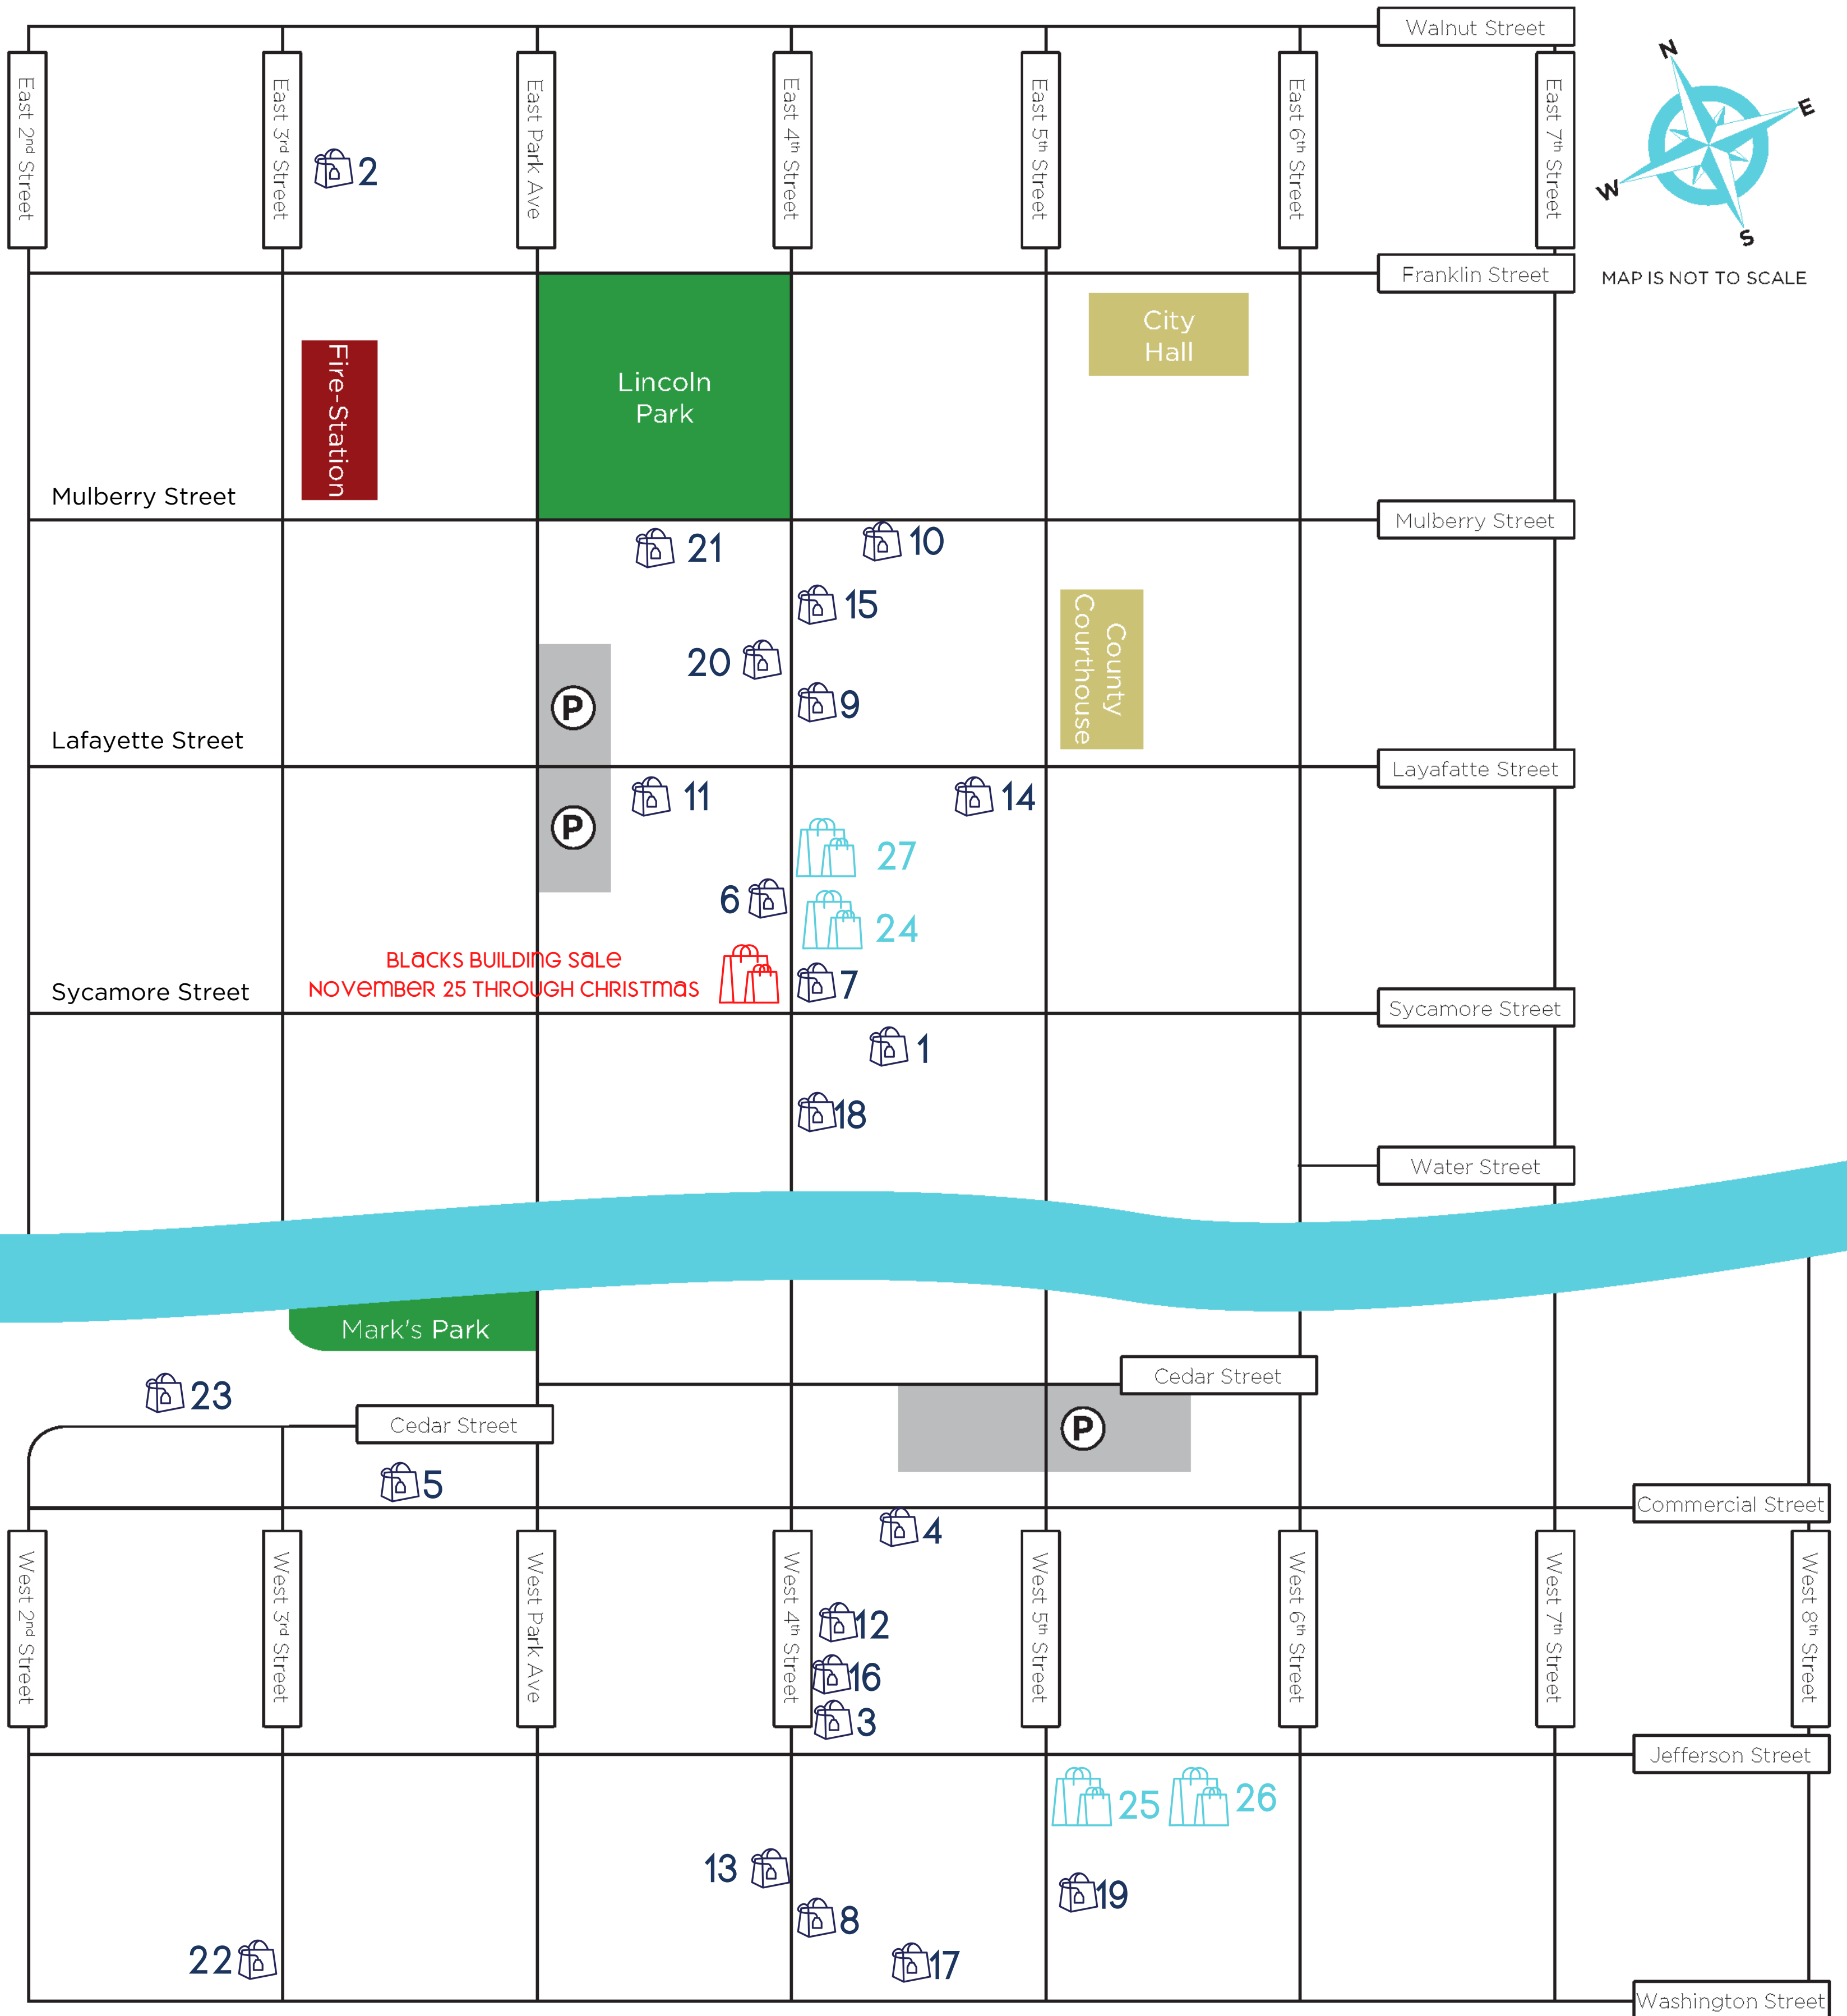 Walnut Street
East 2nd Street
East 3rd Street
East Park Ave
East 4th Street
East 5th Street
East 6th Street
East 7th Street
N
E
W
S
MAP IS NOT TO SCALE
2
Franklin Street
Fire-Station
Lincoln
Park
City
Hall
Mulberry Street
Mulberry Street
21
10
15
20
9
County
Courthouse
P
Lafayette Street
Layafatte Street
11
14
P
27
6
24
BLACKS BUILDING SALE
NOVEMBER 25 THROUGH CHRISTMAS
7
Sycamore Street
Sycamore Street
1
18
Water Street
Mark's Park
Cedar Street
23
Cedar Street
P
5
Commercial Street
4
West 2nd Street
West 3rd Street
West Park Ave
West 4th Street
West 5th Street
West 6th Street
West 7th Street
West 8th Street
12
16
3
Jefferson Street
25
26
13
19
8
22
17
Washington Street